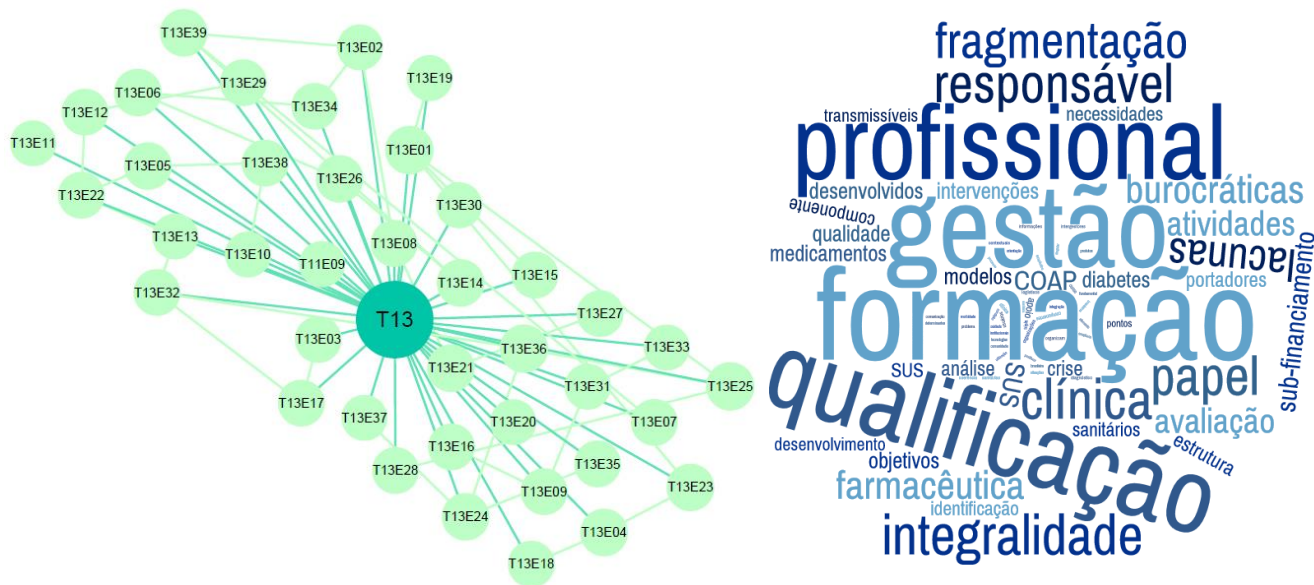 T13E39
T13E02
T13E19
T13E29
T13E06
T13E34
T13E12
T13E11
T13E01
T13E05
T13E38
T13E26
T13E22
T13E30
T13E13
T13E08
T13E10
T11E09
T13E15
T13E14
T13E32
T13
T13E27
T13E03
T13E36
T13E33
T13E21
T13E31
T13E25
T13E17
T13E37
T13E20
T13E07
T13E16
T13E28
T13E35
T13E09
T13E23
T13E24
T13E04
T13E18
fragmentação
responsável
transmissíveis
necessidades
profissional
desenvolvidos
intervenções
burocráticas
componente
gestão
atividades
qualidade
lacunas
medicamentos
modelos
COAP
diabetes
portadores
sub-financiamento
formação
apoio
pontos
SUS
análise
SUS
crise
papel
qualificação
clínica
sanitários
avaliação
desenvolvimento
objetivos
estrutura
farmacêutica
identificação
integralidade